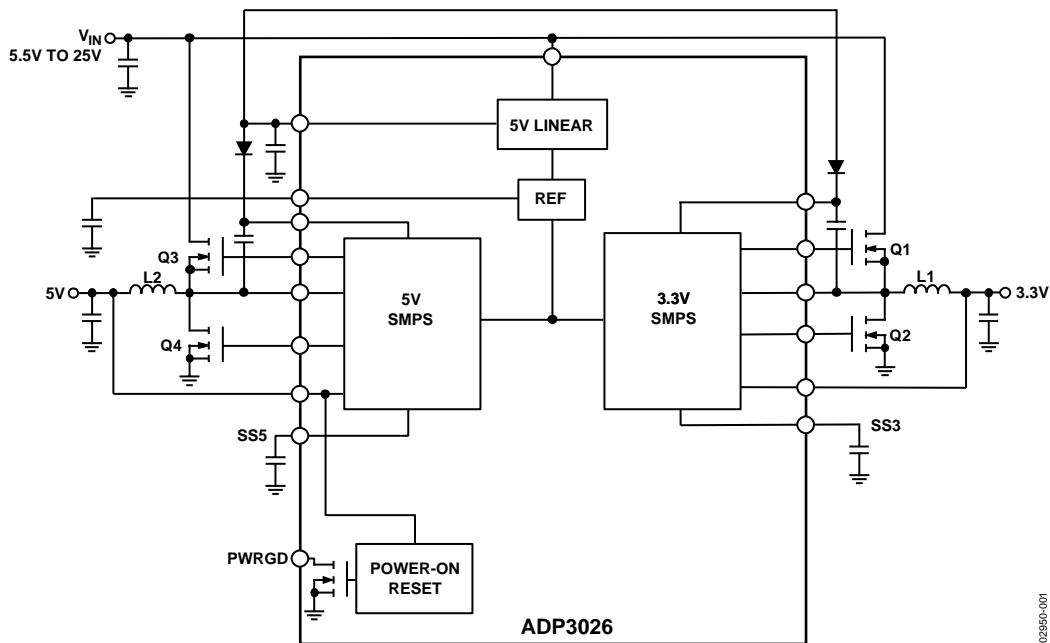 VIN
5.5V TO 25V
5V LINEAR
REF
Q3
Q1
L2
L1
5V
3.3V
5V
SMPS
3.3V
SMPS
Q4
Q2
SS5
SS3
PWRGD
POWER-ON
RESET
ADP3026
02950-001